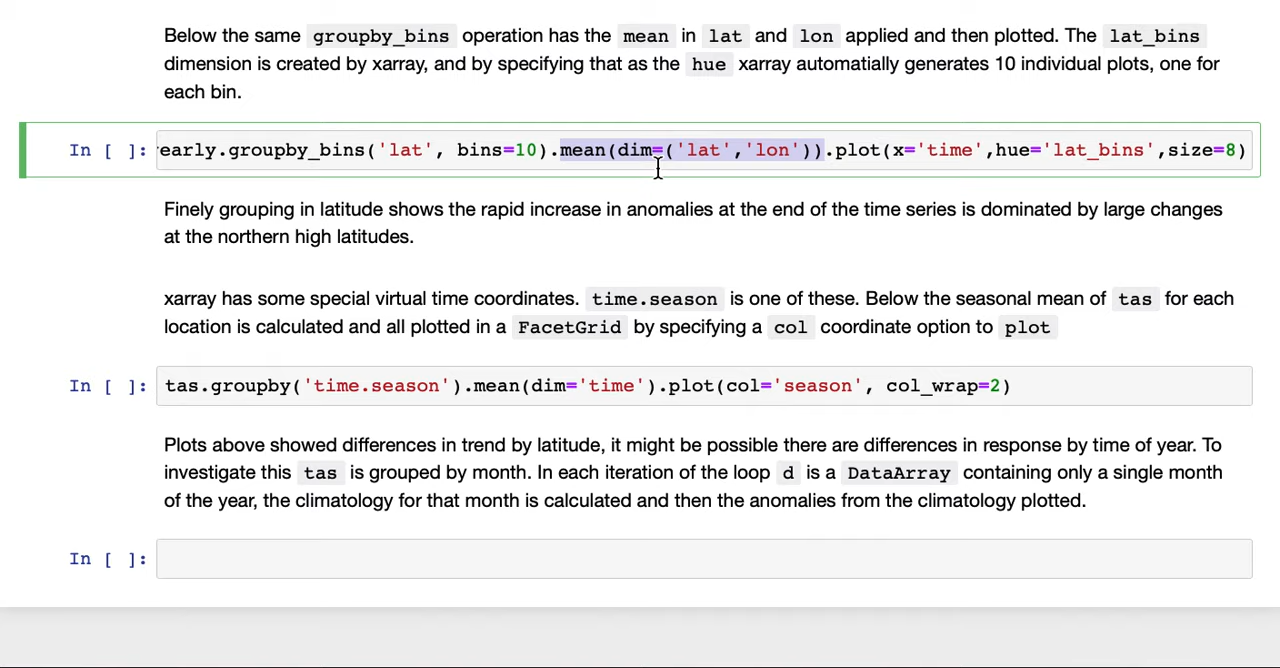 Below the same groupby_bins operation has the mean in lat and lon applied and then plotted. The lat_bins
dimension is created by xarray, and by specifying that as the hue xarray automatially generates 10 individual plots, one for
each bin.
In [ ]: early.groupby_bins('lat', bins=10).mean(dim=('lat','lon')).plot(x='time',hue='lat_bins',size=8)
Finely grouping in latitude shows the rapid increase in anomalies at the end of the time series is dominated by large changes
at the northern high latitudes.
xarray has some special virtual time coordinates. time.season is one of these. Below the seasonal mean of tas for each
location is calculated and all plotted in a FacetGrid by specifying a col coordinate option to plot
In [ ]: tas.groupby('time.season').mean(dim='time').plot(col='season', col_wrap=2)
Plots above showed differences in trend by latitude, it might be possible there are differences in response by time of year. To
investigate this tas is grouped by month. In each iteration of the loop d is a DataArray containing only a single month
of the year, the climatology for that month is calculated and then the anomalies from the climatology plotted.
In [ ]: